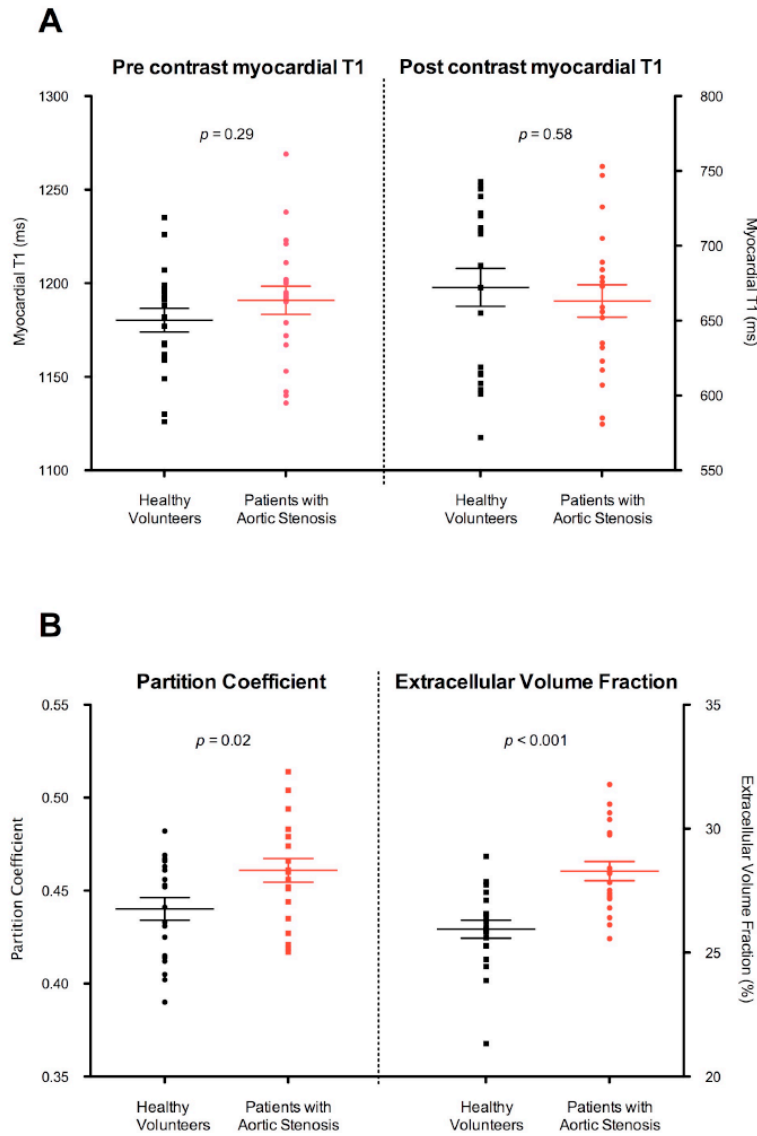 A
Pre contrast myocardial T1
Post contrast myocardial T1
1300
1250
1200
1150
1100
Myocardial T1 (ms)
p = 0.29
p = 0.58
800
750
700
650
600
550
Myocardial T1 (ms)
Healthy
Volunteers
Patients with
Aortic Stenosis
Healthy
Volunteers
Patients with
Aortic Stenosis
B
Partition Coefficient
Extracellular Volume Fraction
0.55
0.50
0.45
0.40
0.35
Partition Coefficient
p = 0.02
p < 0.001
35
30
25
20
Extracellular Volume
Fraction (%)
Healthy
Volunteers
Patients with
Aortic Stenosis
Healthy
Volunteers
Patients with
Aortic Stenosis